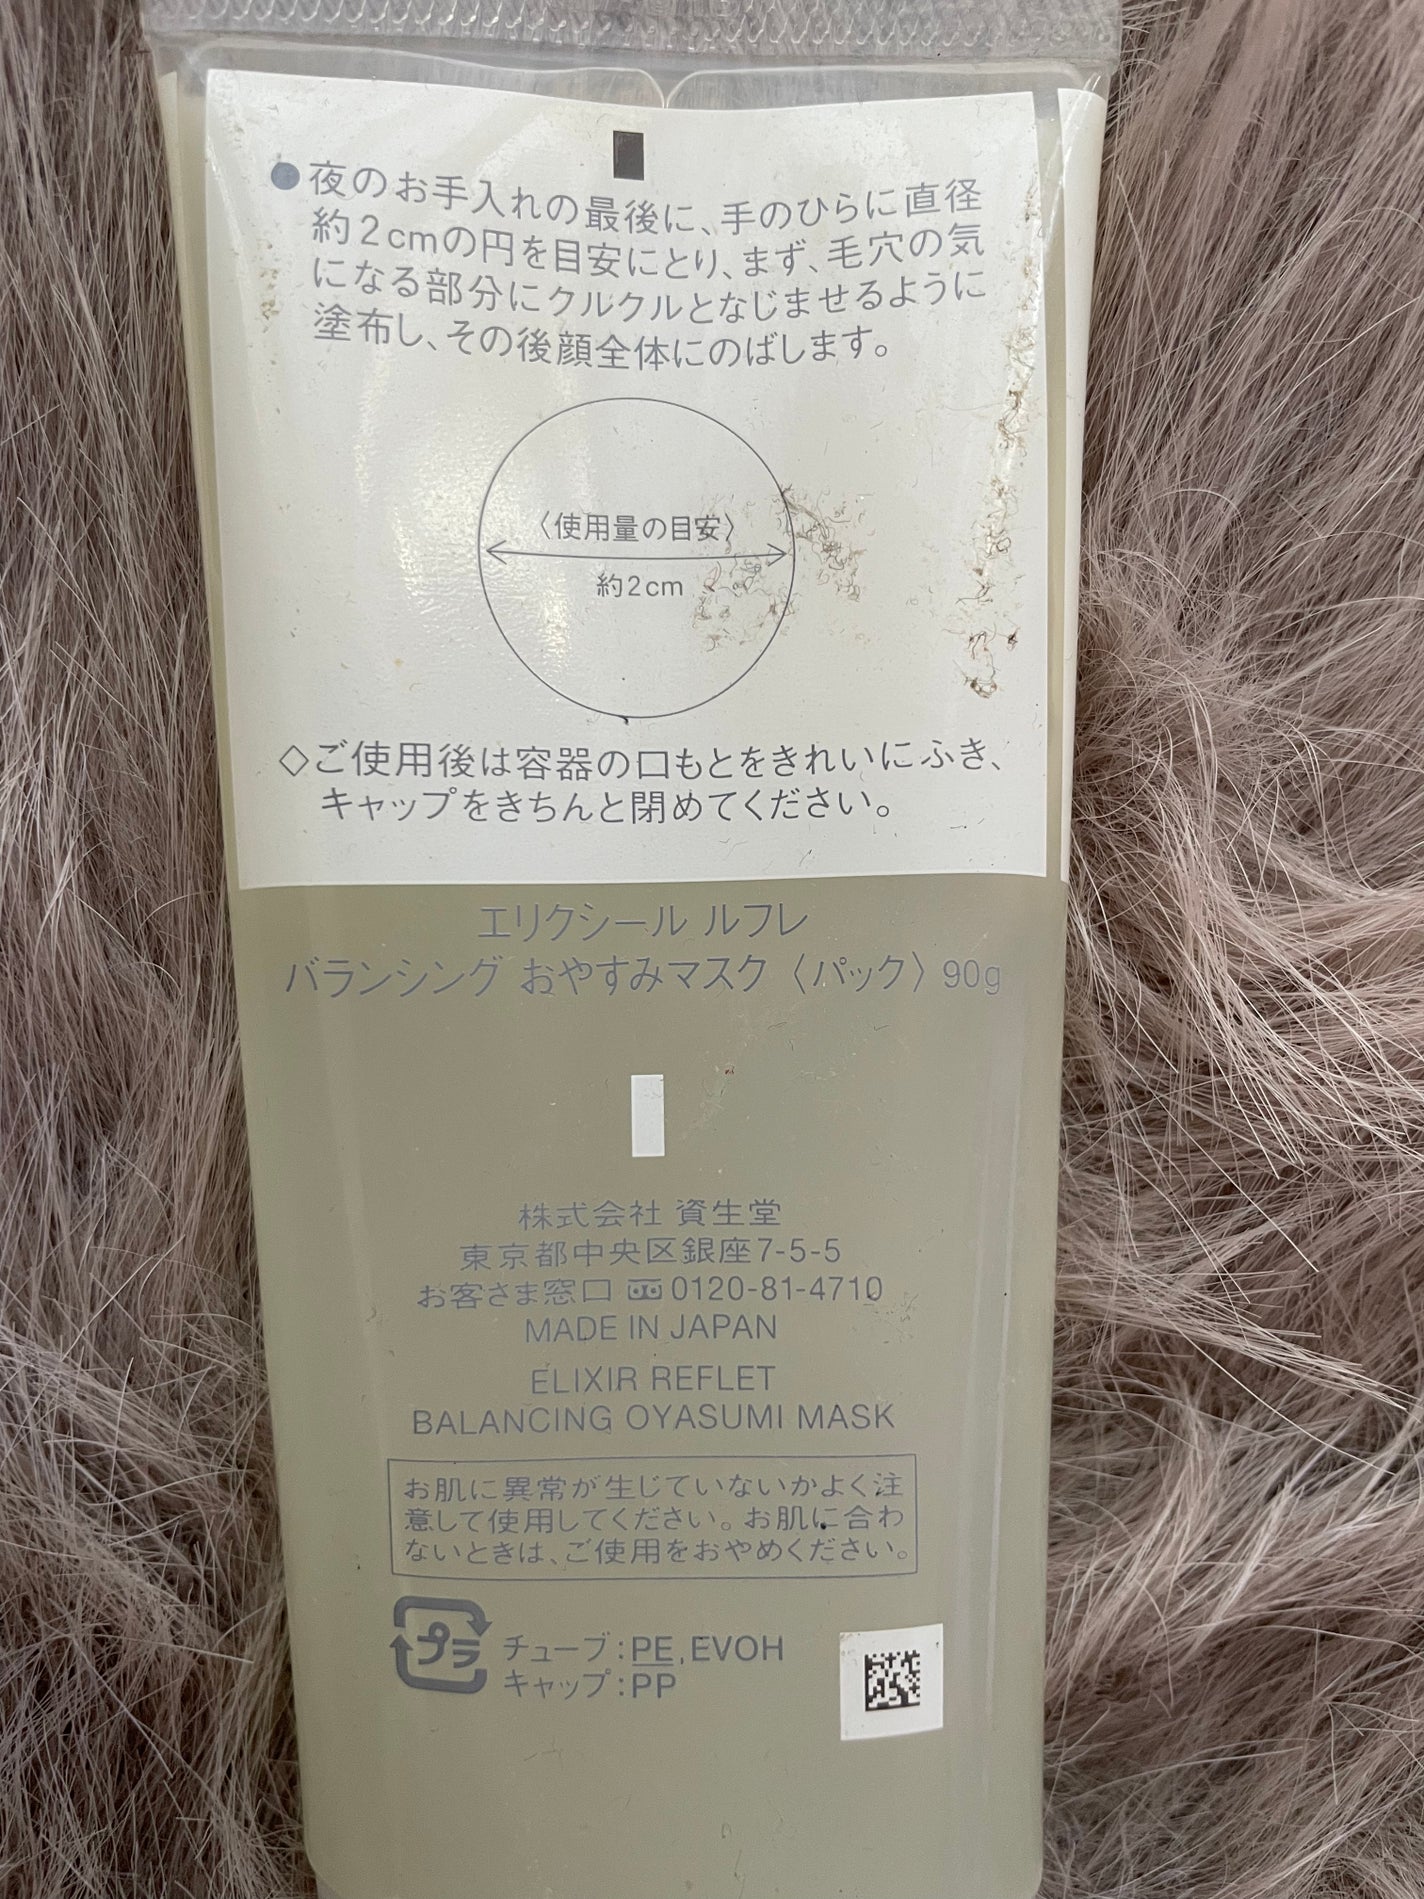 ●夜のお手入れの最後に、手のひらに直径
約2cmの円を目安にとり、まず、毛穴の気
になる部分にクルクルとなじませるように
塗布し、その後顔全体にのばします。
〈使用量の目安〉
約2cm
◇ご使用後は容器の口もとをきれいにふき、
キャップをきちんと閉めてください。
エリクシール ルフレ
バランシング おやすみマスク〈パック〉90g
株式会社 資生堂
東京都中央区銀座7-5-5
お客さま窓口 0120-81-4710
MADE IN JAPAN
ELIXIR REFLET
BALANCING OYASUMI MASK
お肌に異常が生じていないかよく注
意して使用してください。お肌に合わ
ないときは、ご使用をおやめください。
プラ
チューブ:PE,EVOH
キャップ:PP